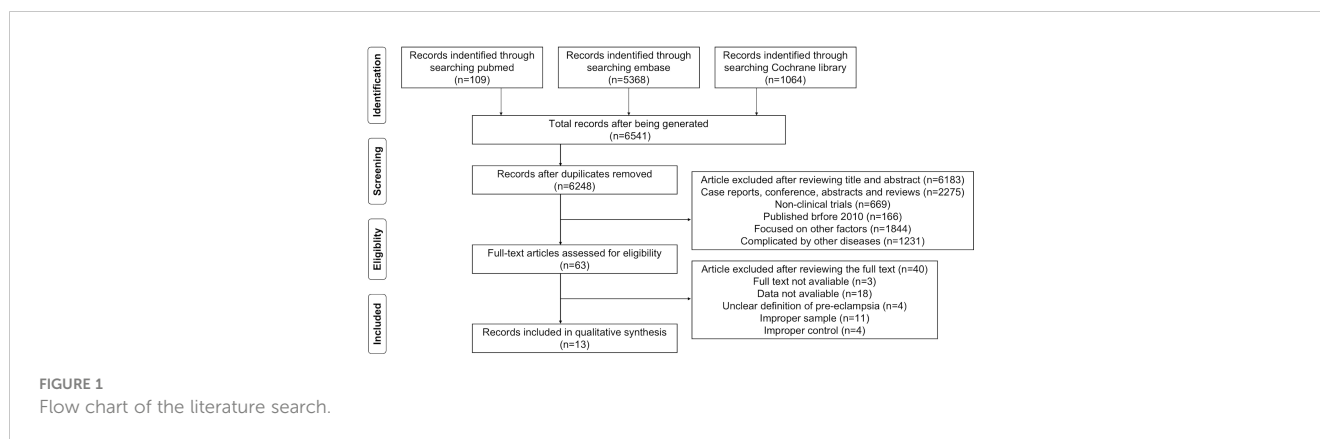 Identification
Records indentified through
searching pubmed
(n=109)
Records indentified through
searching embase
(n=5368)
Records indentified through
searching Cochrane library
(n=1064)
Total records after being generated
(n=6541)
Screening
Records after dupilicates removed
(n=6248)
Article excluded after reviewing title and abstract (n=6183)
Case reports, conference, abstracts and reviews (n=2275)
Non-clinical trials (n=669)
Published brfore 2010 (n=166)
Focused on other factors (n=1844)
Complicated by other diseases (n=1231)
Eligiblity
Full-text articles assessed for eligibility
(n=63)
Article excluded after reviewing the full text (n=40)
Full text not avaliable (n=3)
Data not avaliable (n=18)
Unclear definition of pre-eclampsia (n=4)
Improper sample (n=11)
Improper control (n=4)
Included
Records included in qualitative synthesis
(n=13)
FIGURE 1
Flow chart of the literature search.